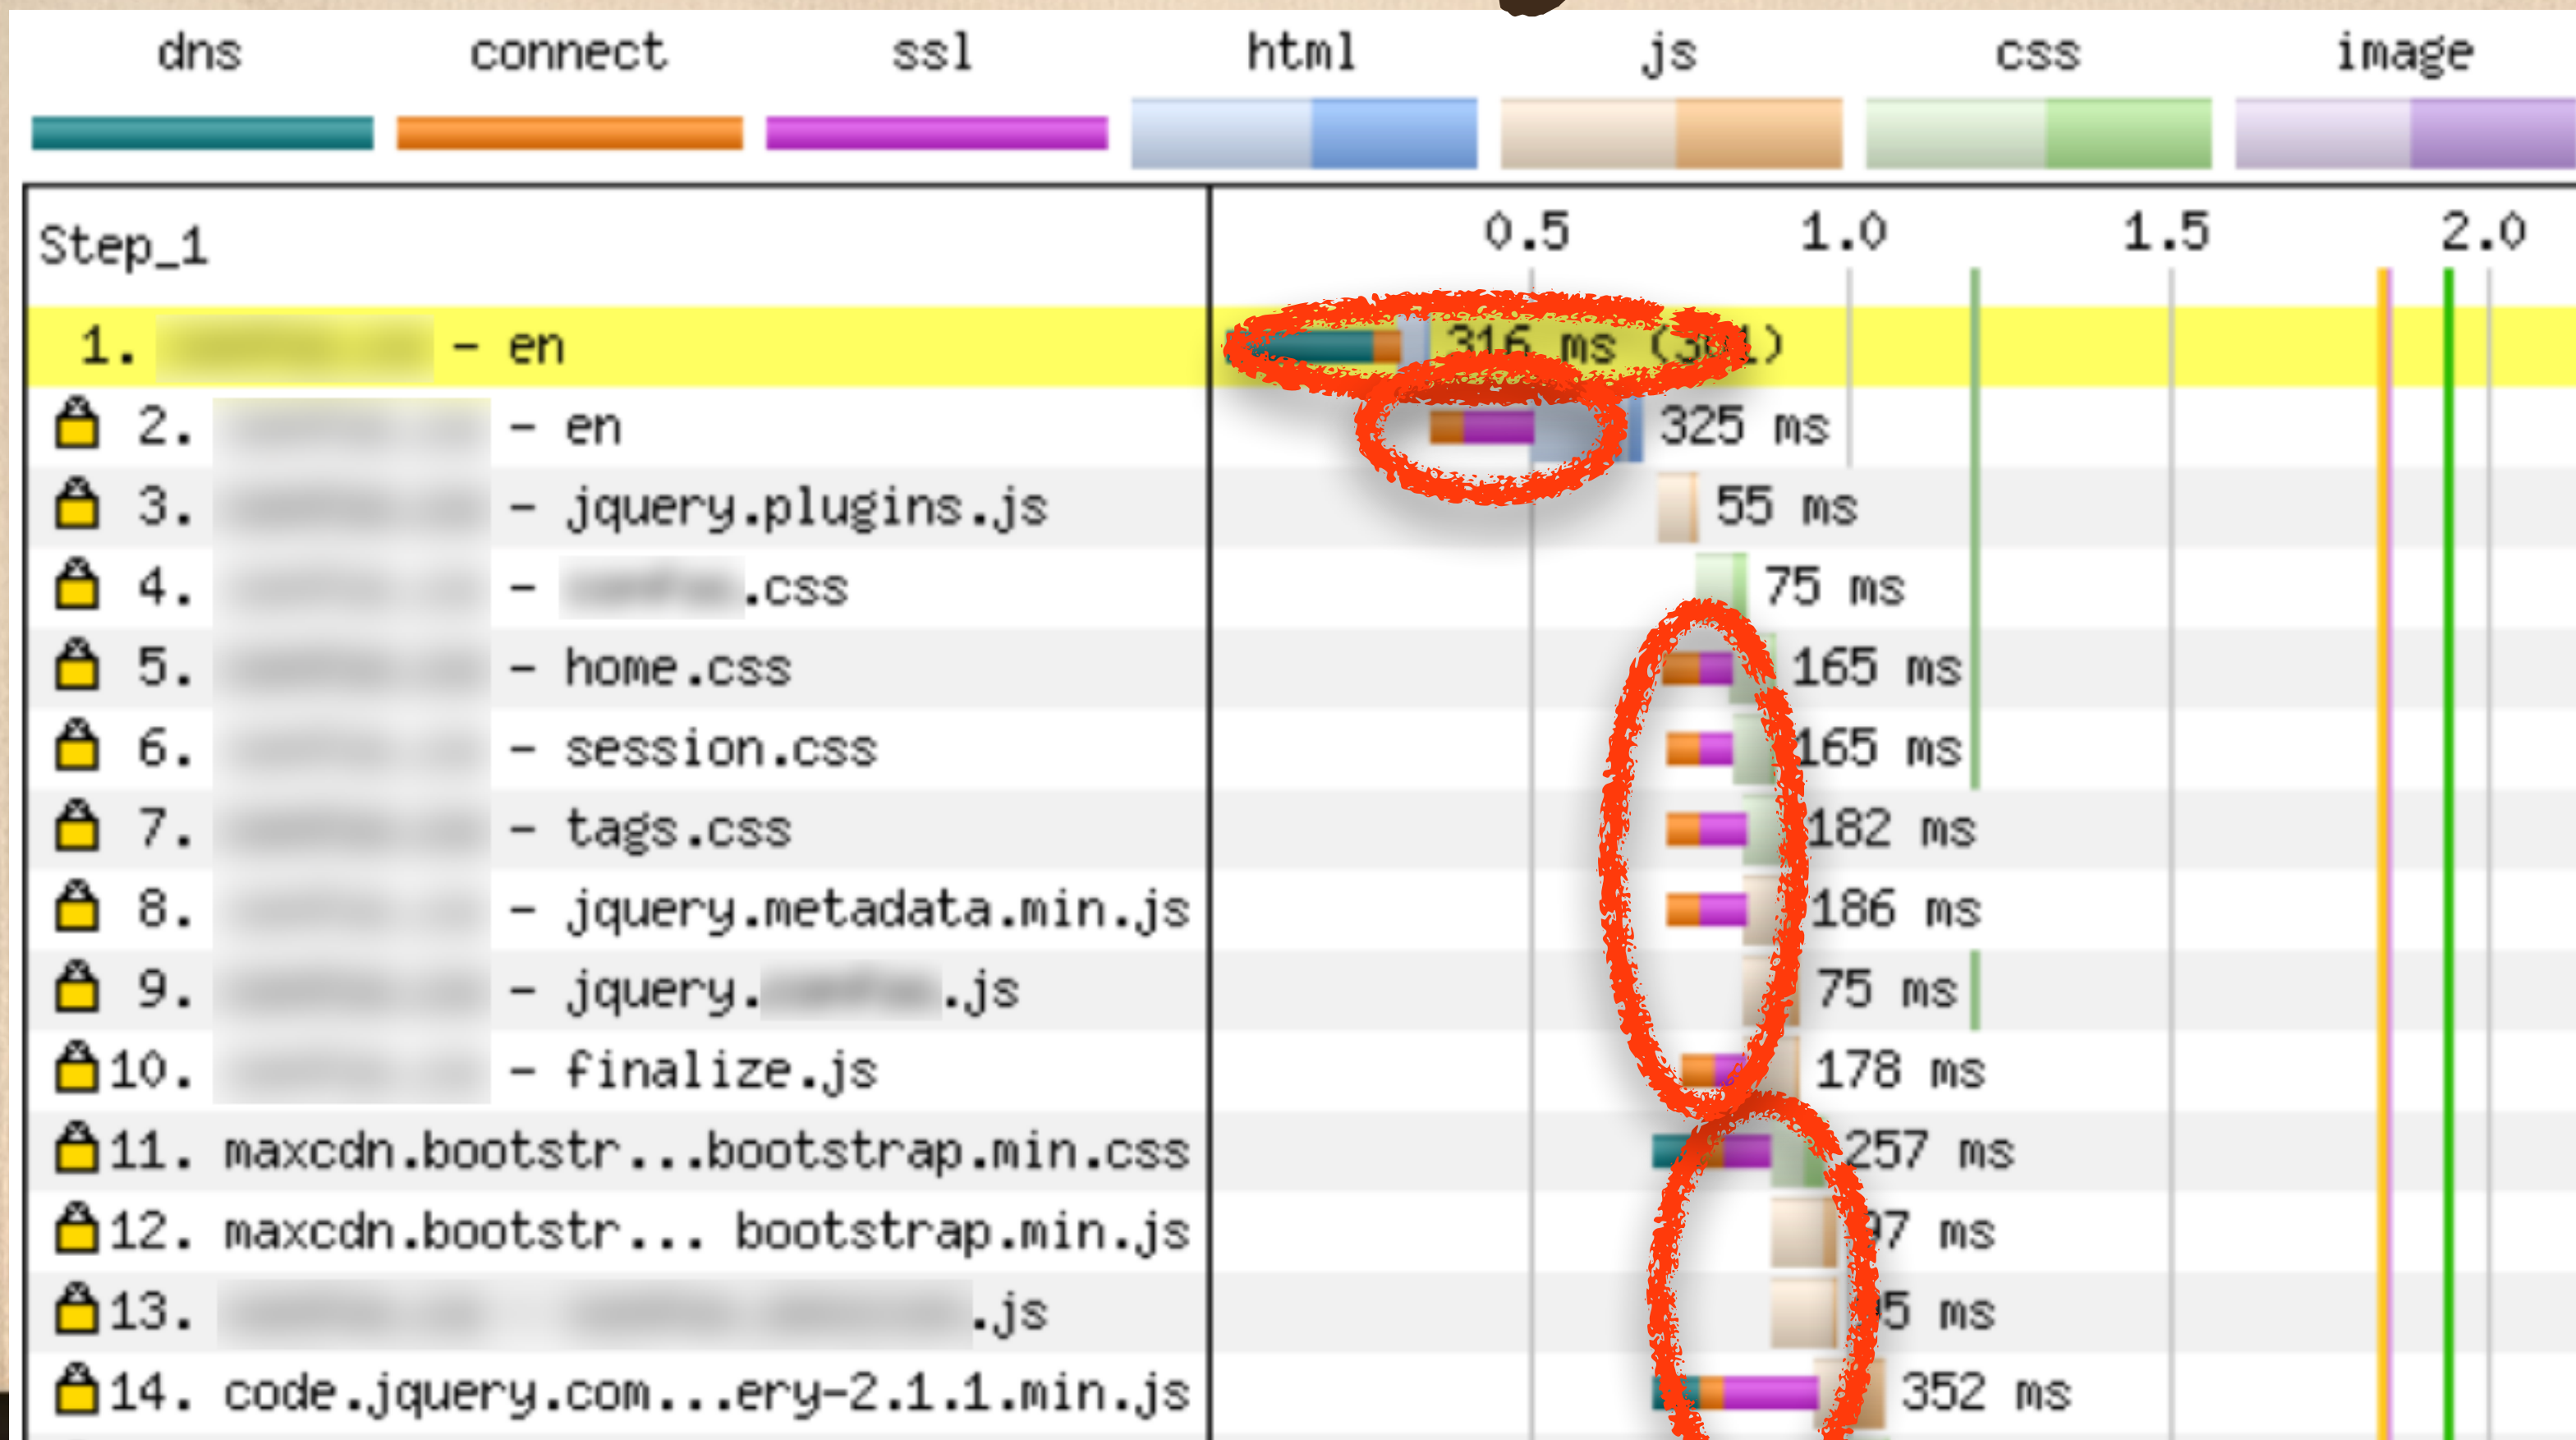 dns connect ssl html js css image
Step_1 0.5 1.0 1.5 2.0
1. - en 316 ms (301)
2. - en 325 ms
3. - jquery.plugins.js 55 ms
4. - .css 75 ms
5. - home.css 165 ms
6. - session.css 165 ms
7. - tags.css 182 ms
8. - jquery.metadata.min.js 186 ms
9. - jquery. .js 75 ms
10. - finalize.js 178 ms
11. maxcdn.bootstr...bootstrap.min.css 257 ms
12. maxcdn.bootstr... bootstrap.min.js 97 ms
13. .js ms
14. code.jquery.com...ery-2.1.1.min.js 352 ms